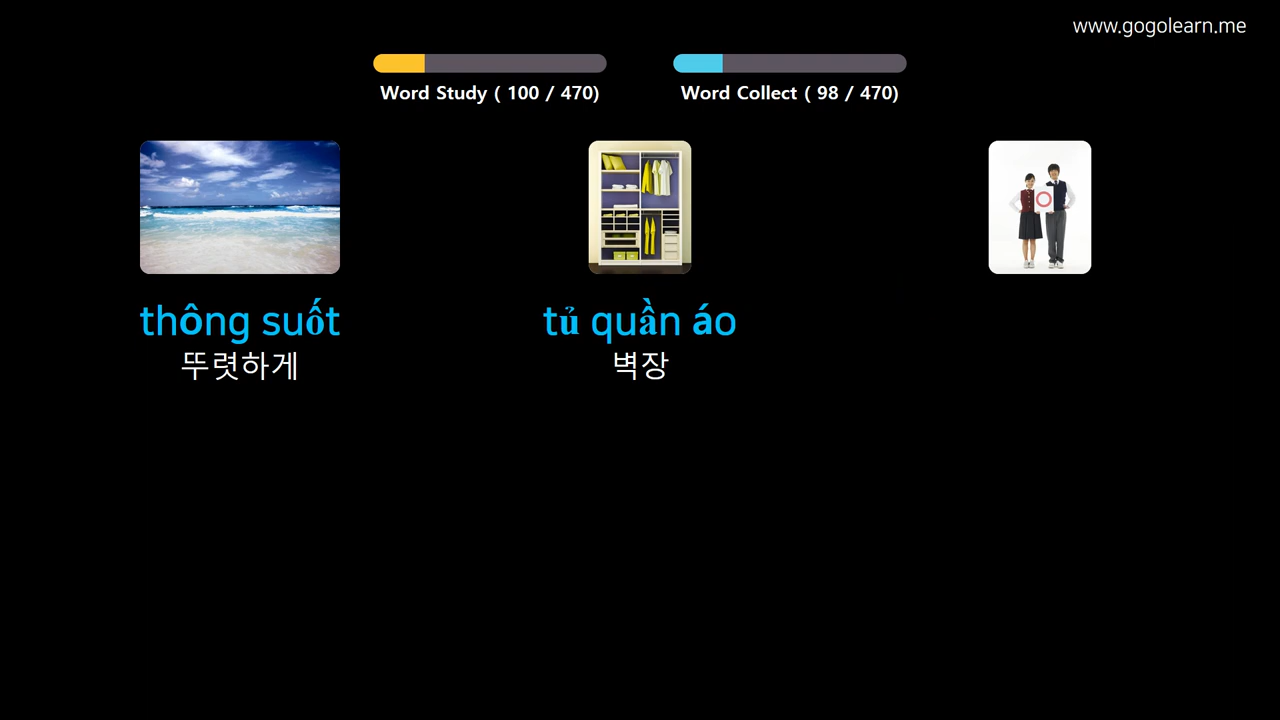 www.gogolearn.me
Word Study ( 100 / 470)
Word Collect ( 98 / 470)
thông suốt
뚜렷하게
tủ quần áo
벽장